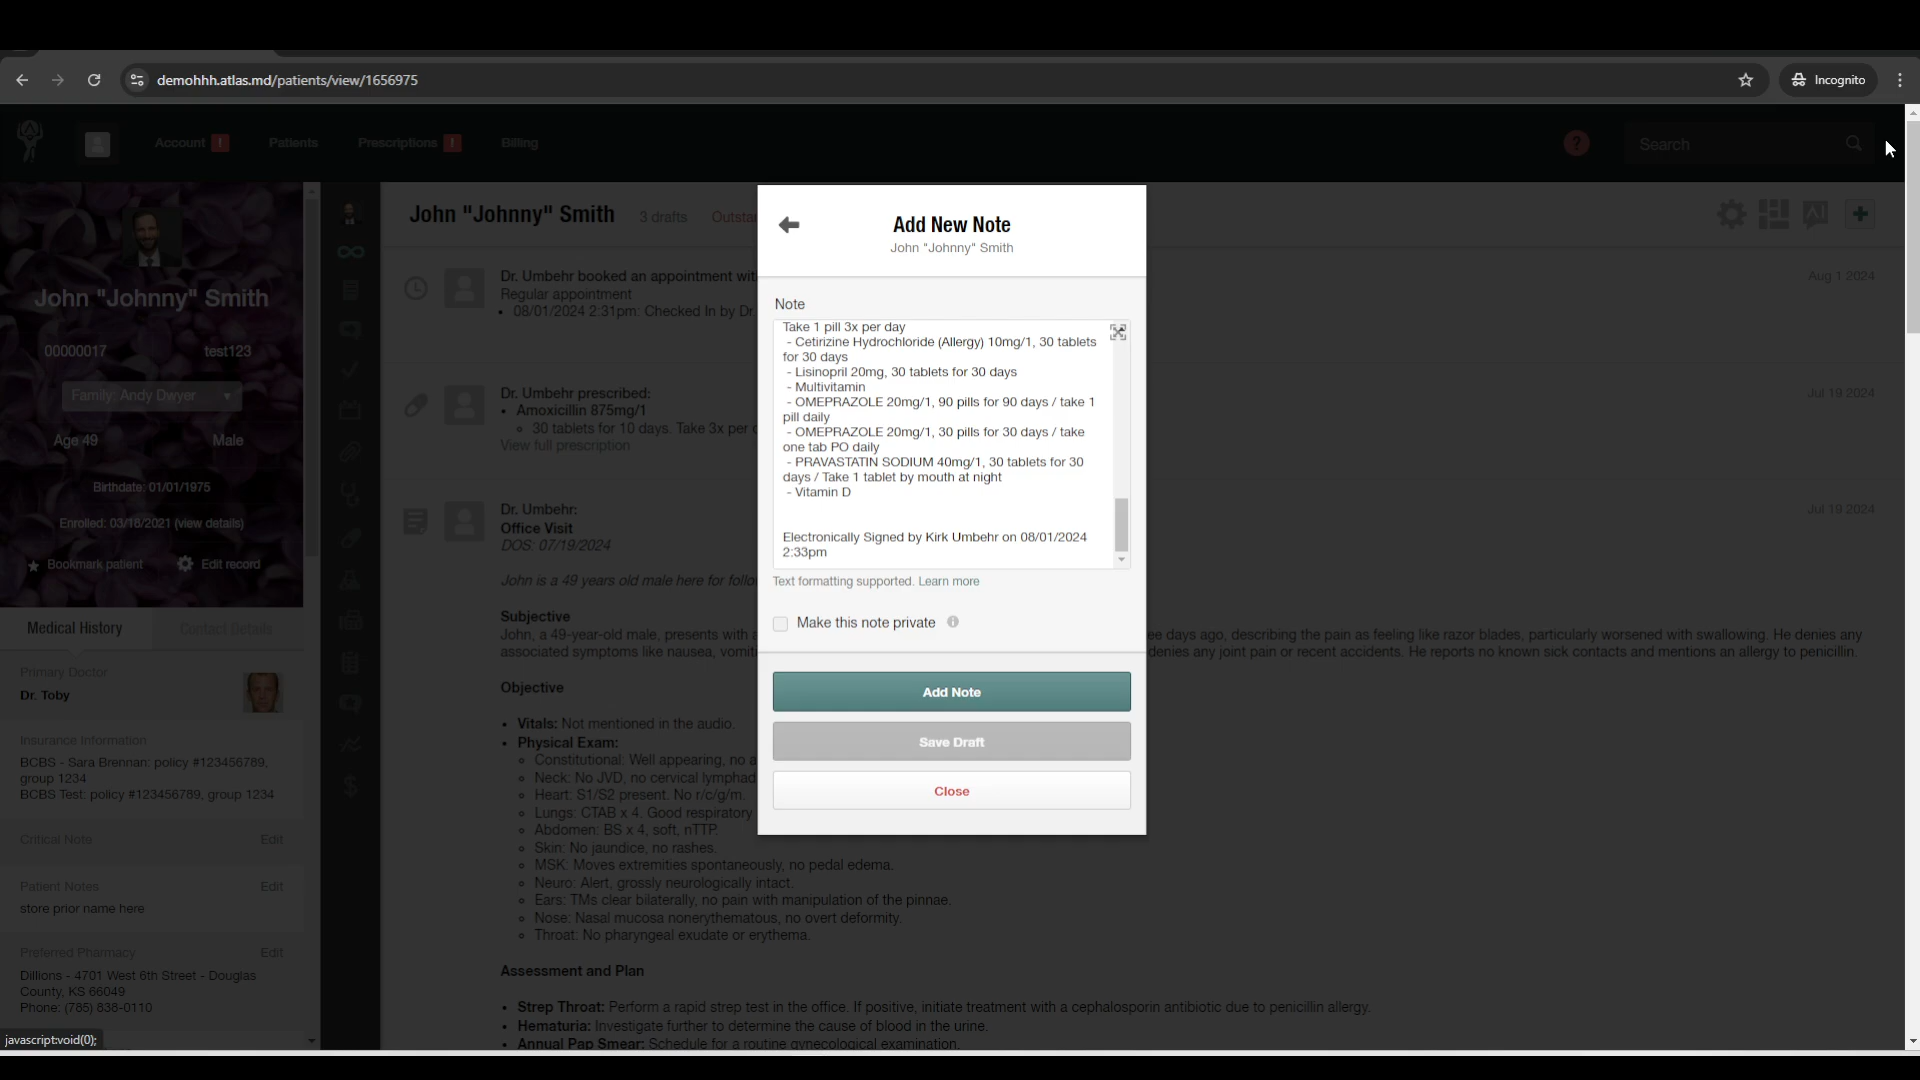 demohhh.atlas.md/patients/view/1656975
Incognito
Account !
Patients
Prescriptions !
Billing
?
Search
John "Johnny" Smith
00000017
test123
Family: Andy Dwyer
Age 49
Male
Birthdate: 01/01/1975
Enrolled: 03/16/2021 (view details)
Bookmark patient
Edit record
Medical History
Contact Details
Primary Doctor
Dr. Toby
Insurance Information
BCBS - Sara Brennan: policy #123456789,
group 1234
BCBS Test: policy #123456789, group 1234
Critical Note
Edit
Patient Notes
Edit
store prior name here
Preferred Pharmacy
Edit
Dillions - 4701 West 6th Street - Douglas
County, KS 66049
Phone: (785) 838-0110
javascript:void(0);
John "Johnny" Smith
3 drafts
AI
Dr. Umbehr booked an appointment
Aug 1 2024
Regular appointment
• 08/01/2024 2:31pm: Checked In by Dr.
Dr. Umbehr prescribed:
Jul 19 2024
• Amoxicillin 875mg/1
30 tablets for 10 days. Take 3x per
View full prescription
Dr. Umbehr:
Jul 19 2024
Office Visit
DOS: 07/19/2024
John is a 49 years old male here for
Subjective
John, a 49-year-old male, presents with
days ago, describing the pain as feeling like razor blades, particularly worsened with swallowing. He denies any
associated symptoms like nausea,
denies any joint pain or recent accidents. He reports no known sick contacts and mentions an allergy to penicillin.
Objective
• Vitals: Not mentioned in the audio.
• Physical Exam:
Constitutional: Well appearing, no
Neck: No JVD, no cervical
Heart: S1/S2 present. No r/c/g/m.
Lungs: CTAB x 4. Good respiratory
Abdomen: BS x 4, soft, nTTP.
Skin: No jaundice, no rashes.
MSK: Moves extremities spontaneously, no pedal edema.
Neuro: Alert, grossly neurologically intact.
Ears: TMs clear bilaterally, no pain with manipulation of the pinnae.
Nose: Nasal mucosa nonerythematous, no overt deformity.
Throat: No pharyngeal exudate or erythema.
Assessment and Plan
• Strep Throat: Perform a rapid strep test in the office. If positive, initiate treatment with a cephalosporin antibiotic due to penicillin allergy.
• Hematuria: Investigate further to determine the cause of blood in the urine.
• Annual Pap Smear: Schedule for a routine gynecological examination.
Add New Note
John "Johnny" Smith
Note
Take 1 pill 3x per day
- Cetirizine Hydrochloride (Allergy) 10mg/1, 30 tablets
for 30 days
- Lisinopril 20mg, 30 tablets for 30 days
- Multivitamin
- OMEPRAZOLE 20mg/1, 90 pills for 90 days / take 1
pill daily
- OMEPRAZOLE 20mg/1, 30 pills for 30 days / take
one tab PO daily
- PRAVASTATIN SODIUM 40mg/1, 30 tablets for 30
days / Take 1 tablet by mouth at night
- Vitamin D
Electronically Signed by Kirk Umbehr on 08/01/2024
2:33pm
Text formatting supported. Learn more
Make this note private
Add Note
Save Draft
Close